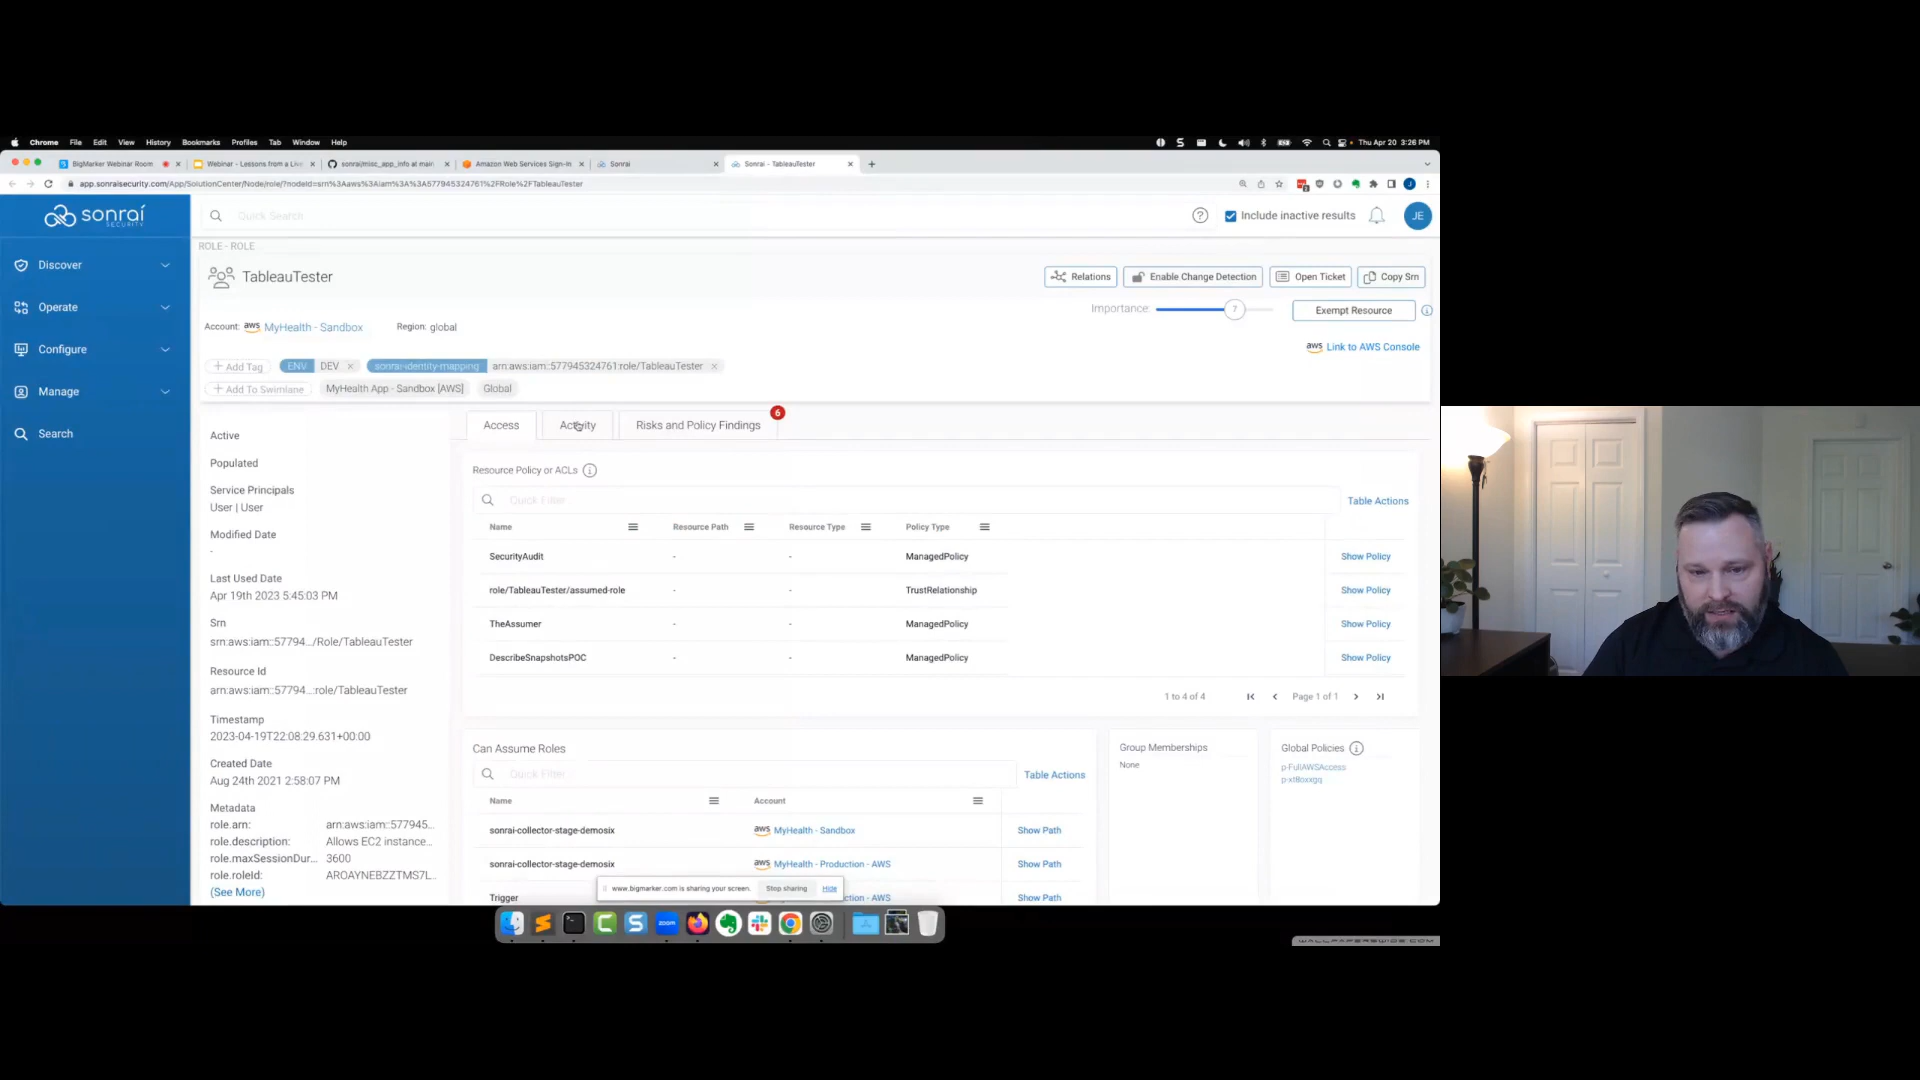 Chrome File Edit View History Bookmarks Profiles Tab Window Help
Thu Apr 20 3:26 PM
BigMarker Webinar Room
Webinar - Lessons from a Live
sonrai/misc_app_info at main
Amazon Web Services Sign-In
Sonrai
Sonrai - TableauTester
app.sonraisecurity.com/App/SolutionCenter/Node/role/?nodeId=srn%3Aaws%3Aiam%3A%3A577945324761%2FRole%2FTableauTester
sonraí
SECURITY
Quick Search
Include inactive results
JE
Discover
Operate
Configure
Manage
Search
ROLE - ROLE
TableauTester
Relations
Enable Change Detection
Open Ticket
Copy Srn
Importance:
7
Exempt Resource
Account: aws MyHealth - Sandbox
Region: global
aws Link to AWS Console
+ Add Tag
ENV DEV
sonrai-identity-mapping arn:aws:iam::577945324761:role/TableauTester
+ Add To Swimlane
MyHealth App - Sandbox [AWS]
Global
Active
Populated
Service Principals
User | User
Modified Date
-
Last Used Date
Apr 19th 2023 5:45:03 PM
Srn
srn:aws:iam::57794.../Role/TableauTester
Resource Id
arn:aws:iam::57794...:role/TableauTester
Timestamp
2023-04-19T22:08:29.631+00:00
Created Date
Aug 24th 2021 2:58:07 PM
Metadata
role.arn: arn:aws:iam::577945...
role.description: Allows EC2 instance...
role.maxSessionDur... 3600
role.roleId: AROAYNEBZZTMS7L...
(See More)
Access
Activity
Risks and Policy Findings
6
Resource Policy or ACLs
Quick Filter
Table Actions
Name Resource Path Resource Type Policy Type
SecurityAudit - - ManagedPolicy Show Policy
role/TableauTester/assumed-role - - TrustRelationship Show Policy
TheAssumer - - ManagedPolicy Show Policy
DescribeSnapshotsPOC - - ManagedPolicy Show Policy
1 to 4 of 4
Page 1 of 1
Can Assume Roles
Quick Filter
Table Actions
Name Account
sonrai-collector-stage-demosix aws MyHealth - Sandbox Show Path
sonrai-collector-stage-demosix aws MyHealth - Production - AWS Show Path
Trigger ction - AWS Show Path
Group Memberships
None
Global Policies
p-FullAWSAccess
p-xt8oxxgq
www.bigmarker.com is sharing your screen.
Stop sharing
Hide
zoom
WALLPAPERSWIDE.COM